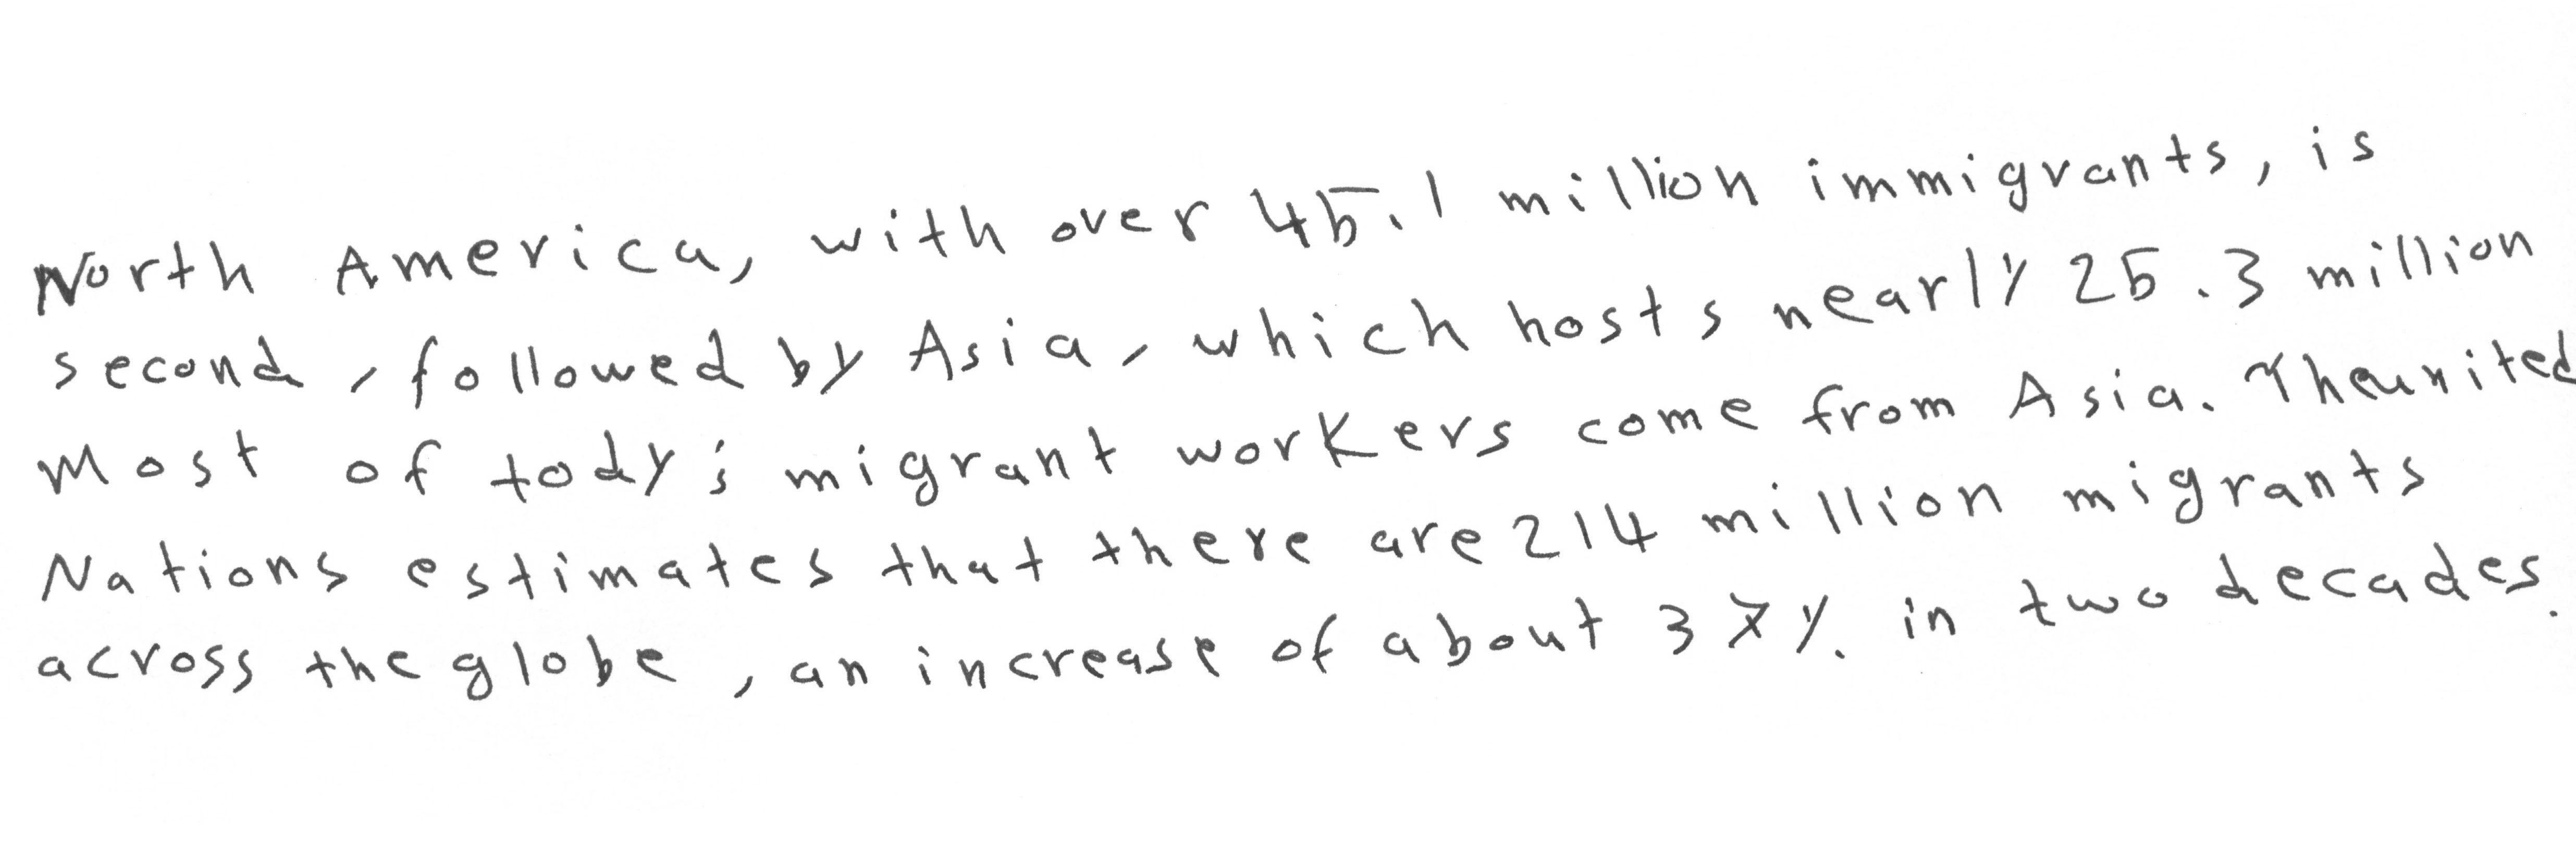 North America, with over 45.1 million immigrants, is
second, followed by Asia, which hosts nearly 25.3 million
Most of tody's migrant workers come from Asia. Theunited
Nations estimates that there are 214 million migrants
across the globe, an increase of about 37%. in two decades.